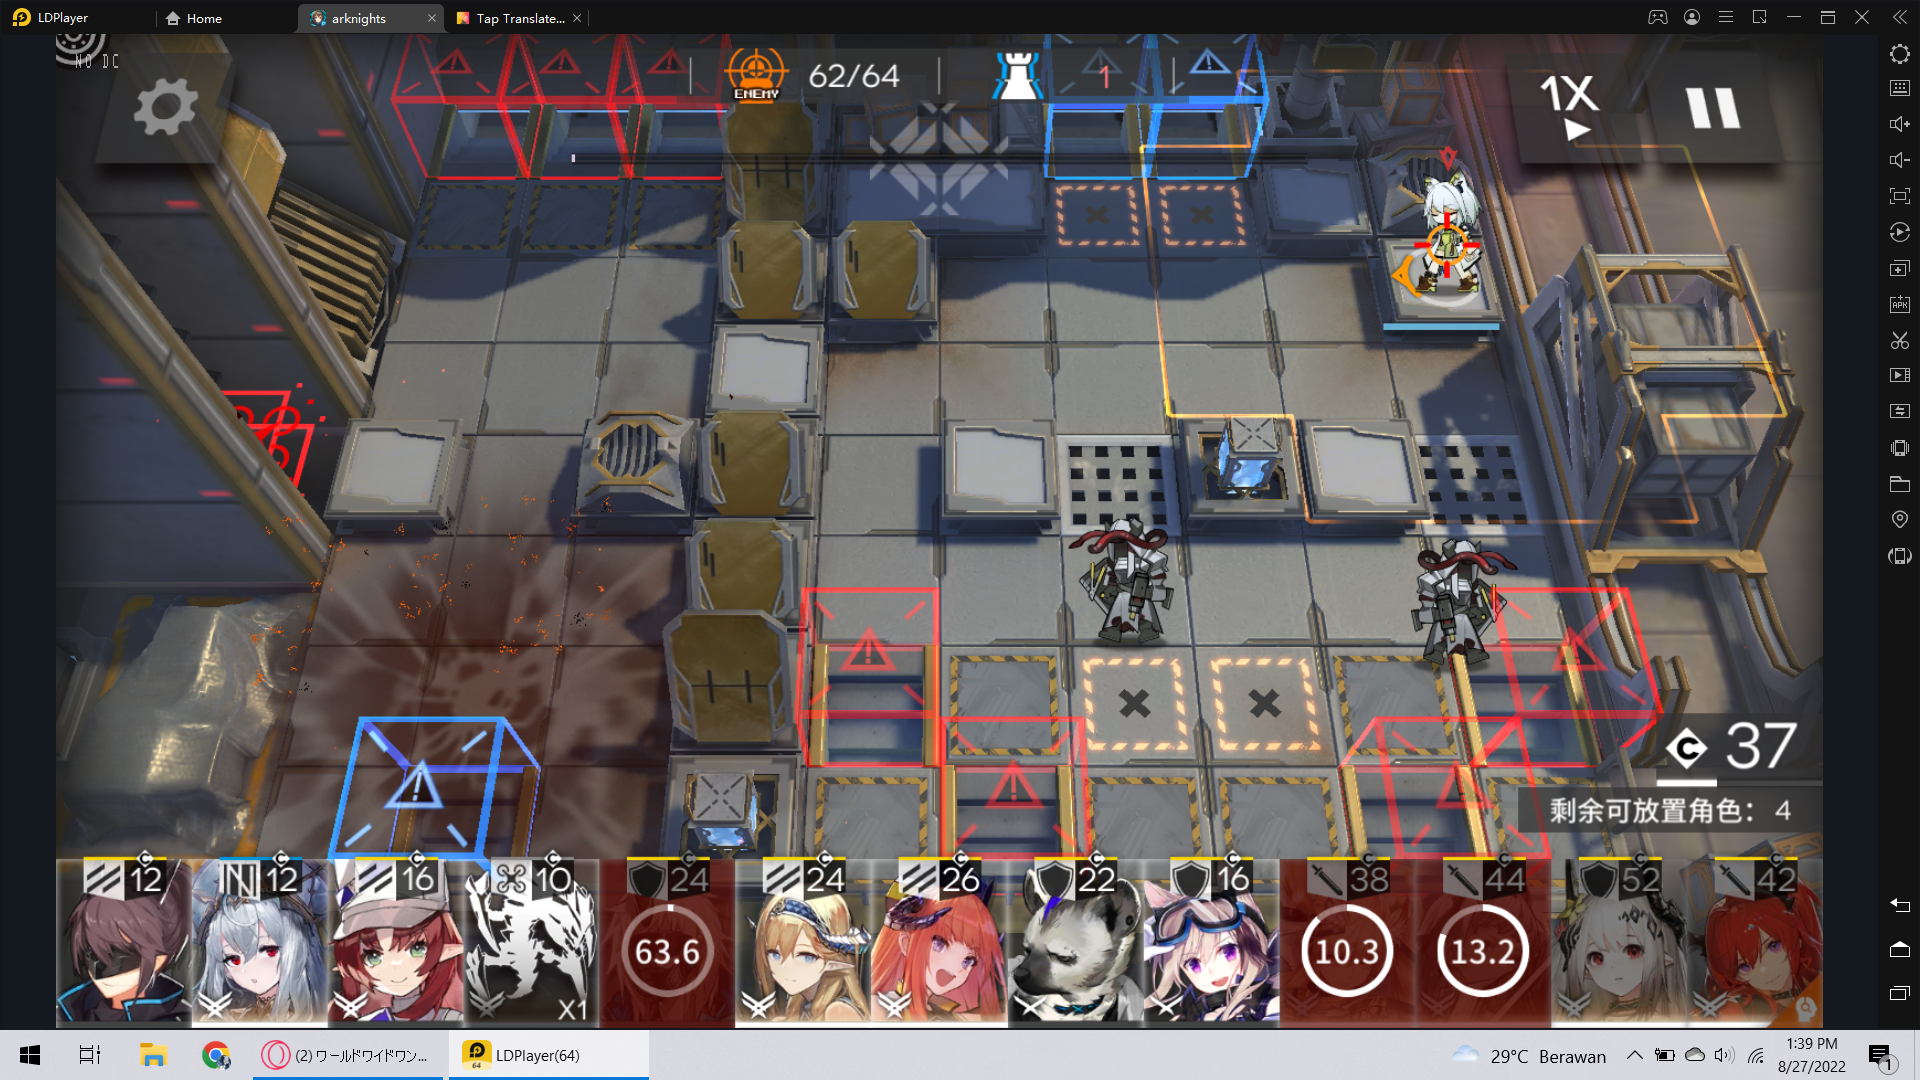 LDPlayer
Home
arknights
Tap Translate...
NO DC
ENEMY
62/64
1
1X
37
剩余可放置角色: 4
12
12
16
10
24
24
26
22
16
38
44
52
42
63.6
10.3
13.2
X1
(2) ワールドワイドワン...
LDPlayer(64)
29°C Berawan
1:39 PM
8/27/2022
1